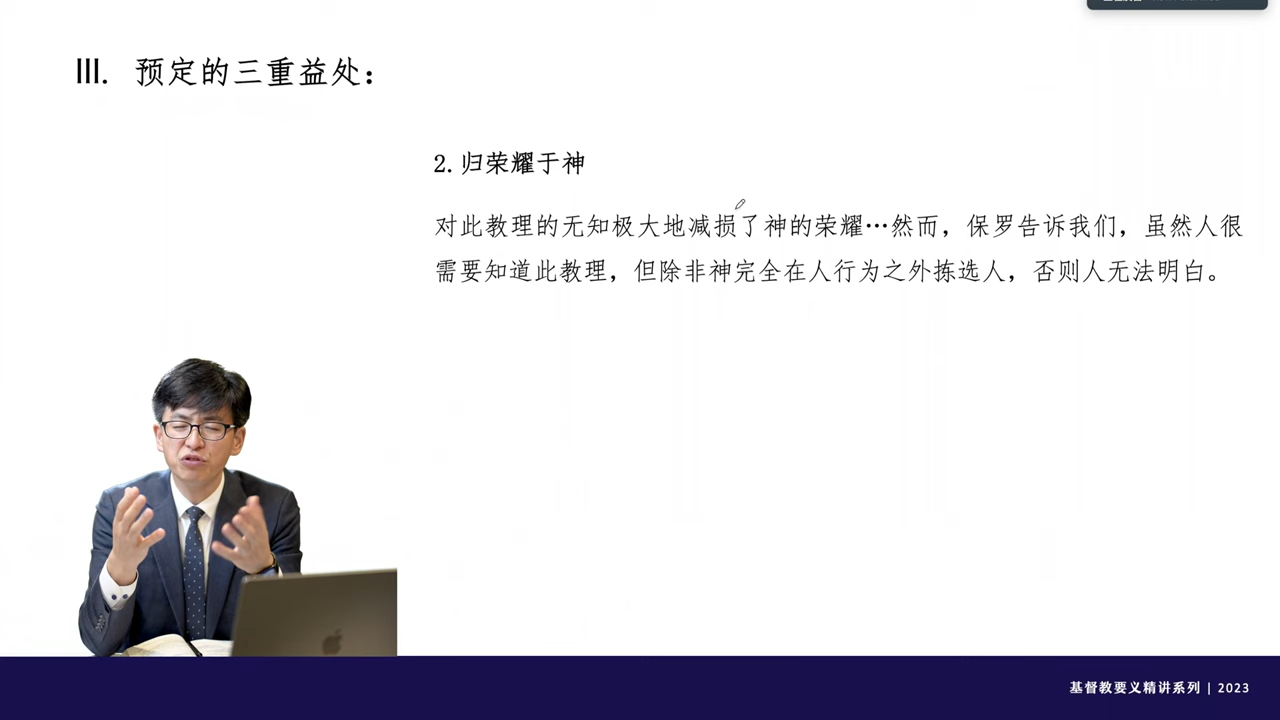 III. 预定的三重益处：
2. 归荣耀于神
对此教理的无知极大地减损了神的荣耀…然而，保罗告诉我们，虽然人很
需要知道此教理，但除非神完全在人行为之外拣选人，否则人无法明白。
基督教要义精讲系列 | 2023